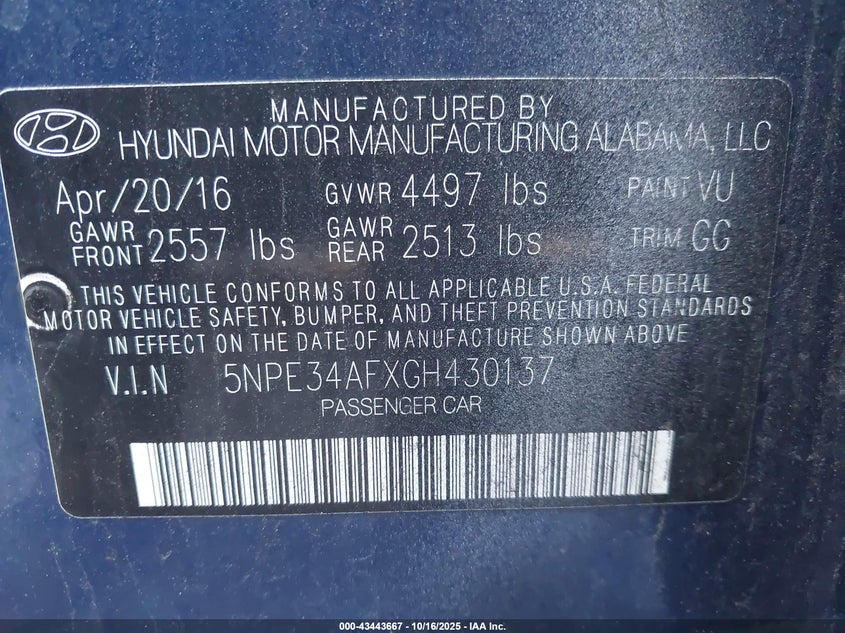 MANUFACTURED BY
HYUNDAI MOTOR MANUFACTURING ALABAMA, LLC
Apr/20/16 GVWR 4497 lbs PAINT VU
GAWR FRONT 2557 lbs GAWR REAR 2513 lbs TRIM GC
THIS VEHICLE CONFORMS TO ALL APPLICABLE U.S.A. FEDERAL
MOTOR VEHICLE SAFETY, BUMPER, AND THEFT PREVENTION STANDARDS
IN EFFECT ON THE DATE OF MANUFACTURE SHOWN ABOVE
V.I.N 5NPE34AFXGH430137
PASSENGER CAR
000-43443667 - 10/16/2025 - IAA Inc.